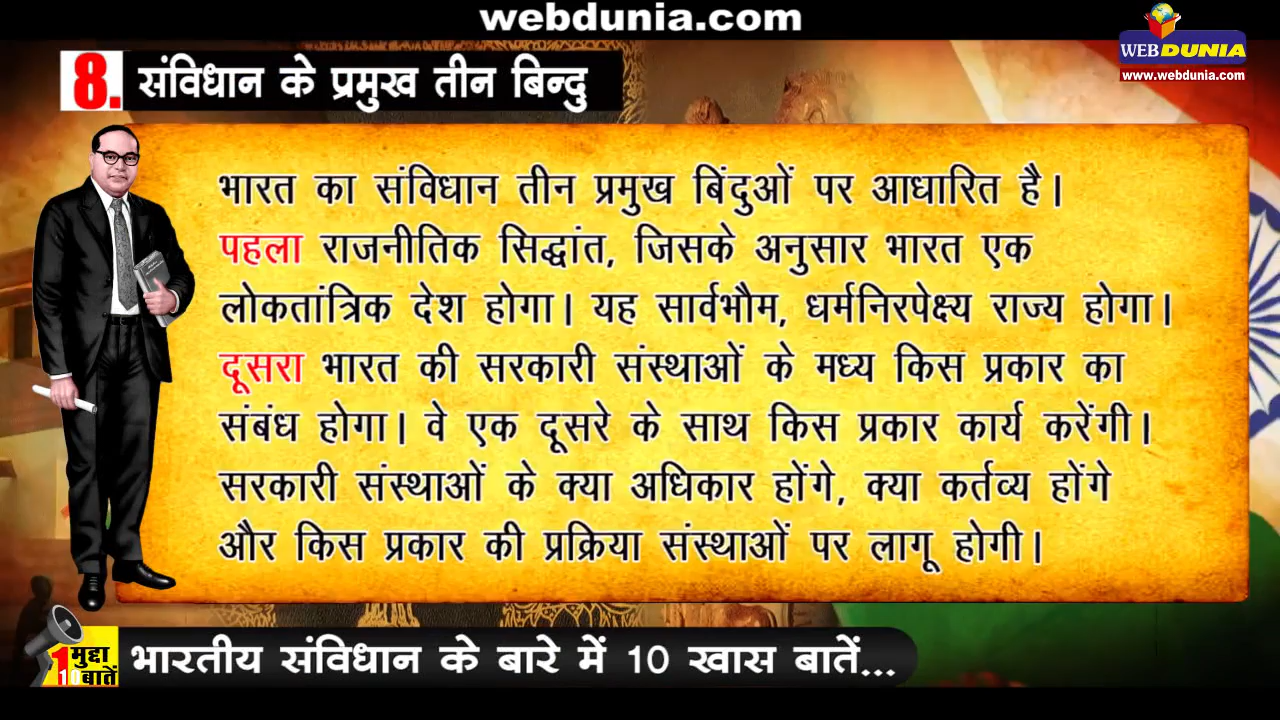 webdunia.com
WEBDUNIA
www.webdunia.com
8. संविधान के प्रमुख तीन बिन्दु
भारत का संविधान तीन प्रमुख बिंदुओं पर आधारित है।
पहला राजनीतिक सिद्धांत, जिसके अनुसार भारत एक
लोकतांत्रिक देश होगा। यह सार्वभौम, धर्मनिरपेक्ष्य राज्य होगा।
दूसरा भारत की सरकारी संस्थाओं के मध्य किस प्रकार का
संबंध होगा। वे एक दूसरे के साथ किस प्रकार कार्य करेंगी।
सरकारी संस्थाओं के क्या अधिकार होंगे, क्या कर्तव्य होंगे
और किस प्रकार की प्रक्रिया संस्थाओं पर लागू होगी।
1 मुद्दा
10 बातें
भारतीय संविधान के बारे में 10 खास बातें...